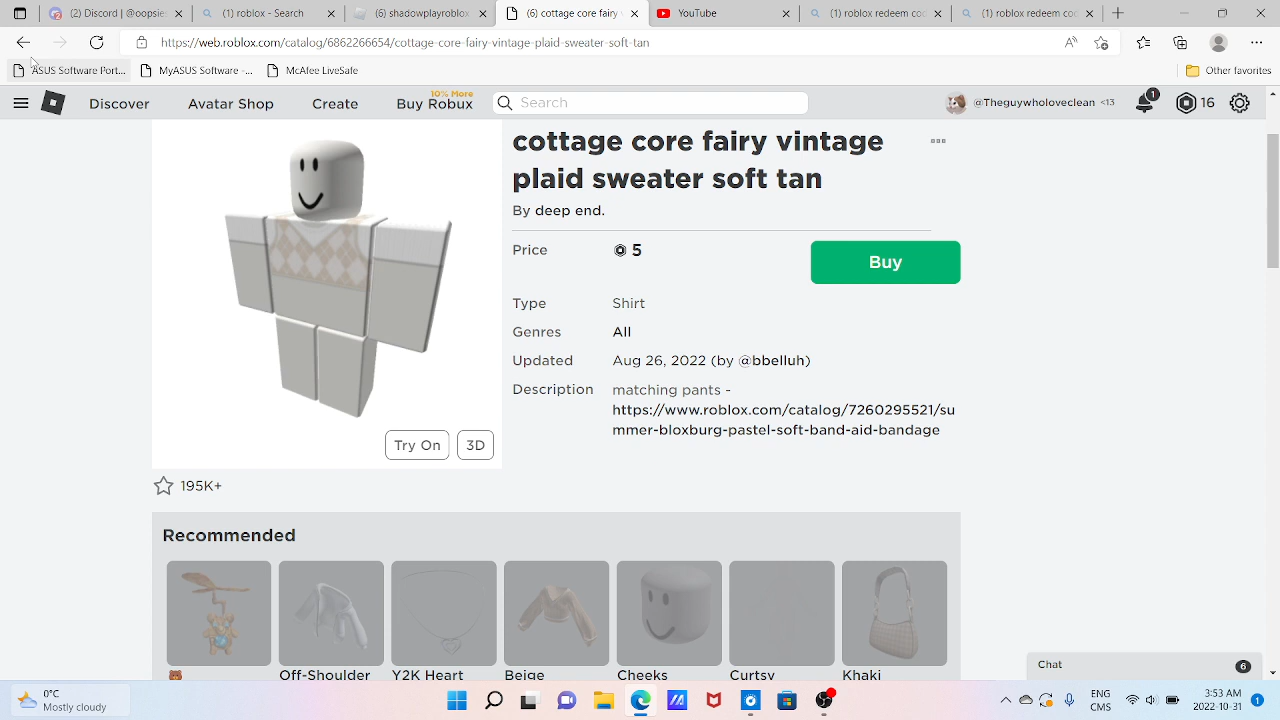 (2) Discord | @oopsie
(1) roblox - Search
(6) shadowplayroblox
(6) cottage core fairy
YouTube
(1) roblox redeem co
(1) roblox redeem co
https://web.roblox.com/catalog/6862266654/cottage-core-fairy-vintage-plaid-sweater-soft-tan
ASUS Software Port...
MyASUS Software -...
McAfee LiveSafe
Other favorites
Discover
Avatar Shop
Create
10% More
Buy Robux
Search
@Theguywholoveclean <13
1
16
cottage core fairy vintage
plaid sweater soft tan
By deep end.
Price
5
Buy
Type
Shirt
Genres
All
Updated
Aug 26, 2022 (by @bbelluh)
Description
matching pants -
https://www.roblox.com/catalog/7260295521/su
mmer-bloxburg-pastel-soft-band-aid-bandage
Try On
3D
195K+
Recommended
Off-Shoulder
Y2K Heart
Beige
Cheeks
Curtsy
Khaki
Chat
6
0°C
Mostly cloudy
ENG
CMS
3:53 AM
2022-10-31
1